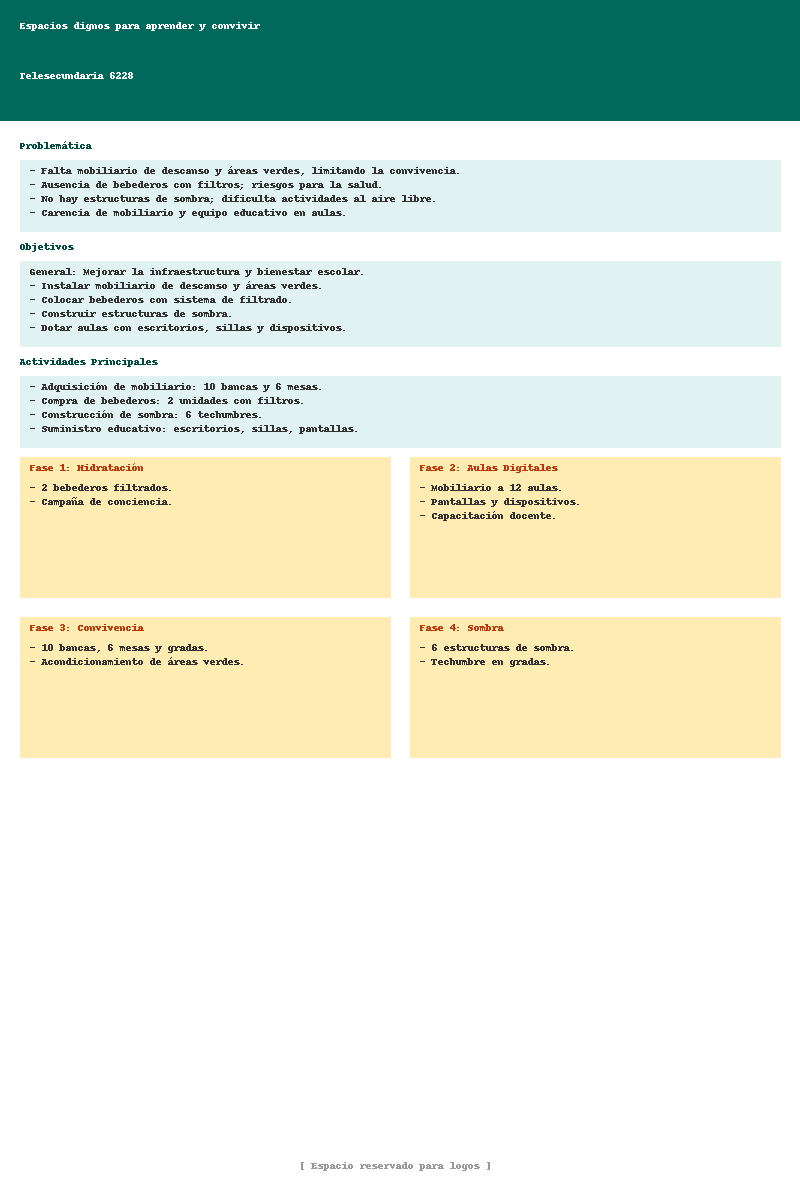 Espacios dignos para aprender y convivir
Telesecundaria 6228
Problemática
- Falta mobiliario de descanso y áreas verdes, limitando la convivencia.
- Ausencia de bebederos con filtros; riesgos para la salud.
- No hay estructuras de sombra; dificulta actividades al aire libre.
- Carencia de mobiliario y equipo educativo en aulas.
Objetivos
General: Mejorar la infraestructura y bienestar escolar.
- Instalar mobiliario de descanso y áreas verdes.
- Colocar bebederos con sistema de filtrado.
- Construir estructuras de sombra.
- Dotar aulas con escritorios, sillas y dispositivos.
Actividades Principales
- Adquisición de mobiliario: 10 bancas y 6 mesas.
- Compra de bebederos: 2 unidades con filtros.
- Construcción de sombra: 6 techumbres.
- Suministro educativo: escritorios, sillas, pantallas.
Fase 1: Hidratación
- 2 bebederos filtrados.
- Campaña de conciencia.
Fase 2: Aulas Digitales
- Mobiliario a 12 aulas.
- Pantallas y dispositivos.
- Capacitación docente.
Fase 3: Convivencia
- 10 bancas, 6 mesas y gradas.
- Acondicionamiento de áreas verdes.
Fase 4: Sombra
- 6 estructuras de sombra.
- Techumbre en gradas.
[ Espacio reservado para logos ]